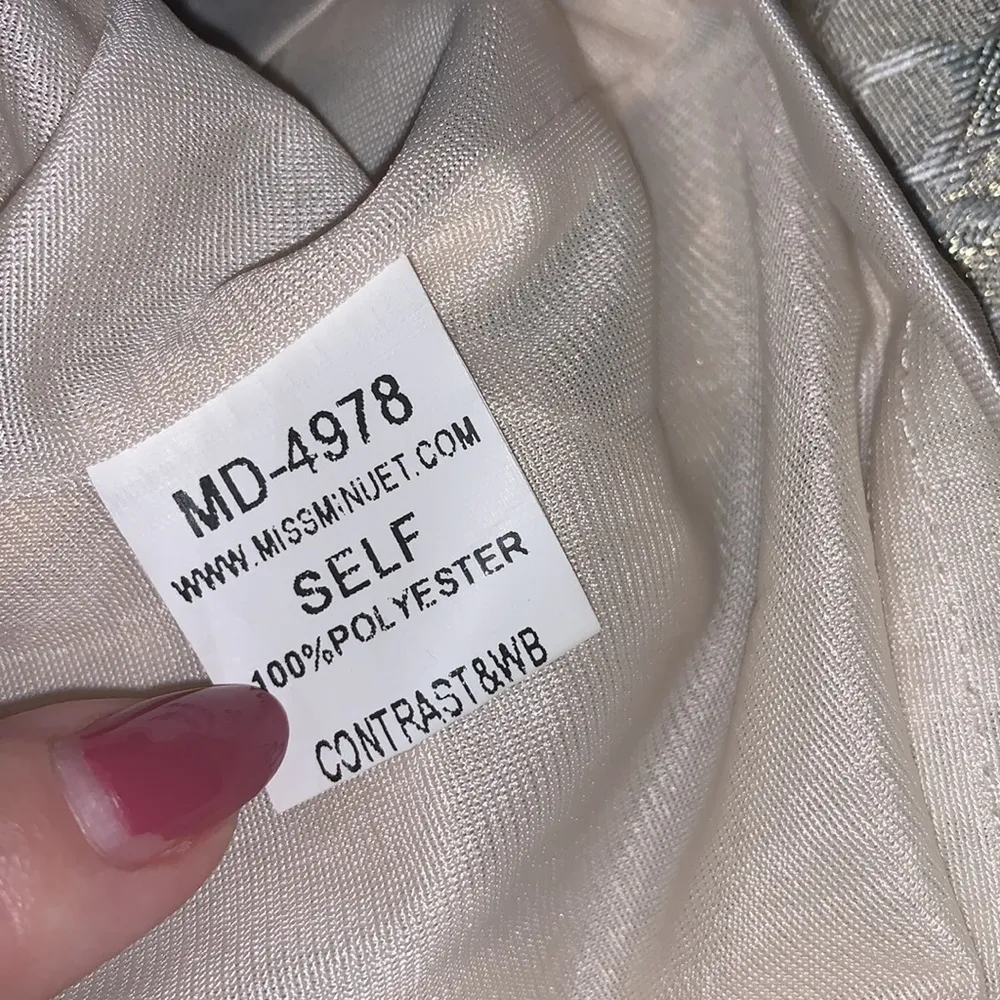 MD-4978
WWW.MISSMINUET.COM
SELF
100%POLYESTER
CONTRAST&WB